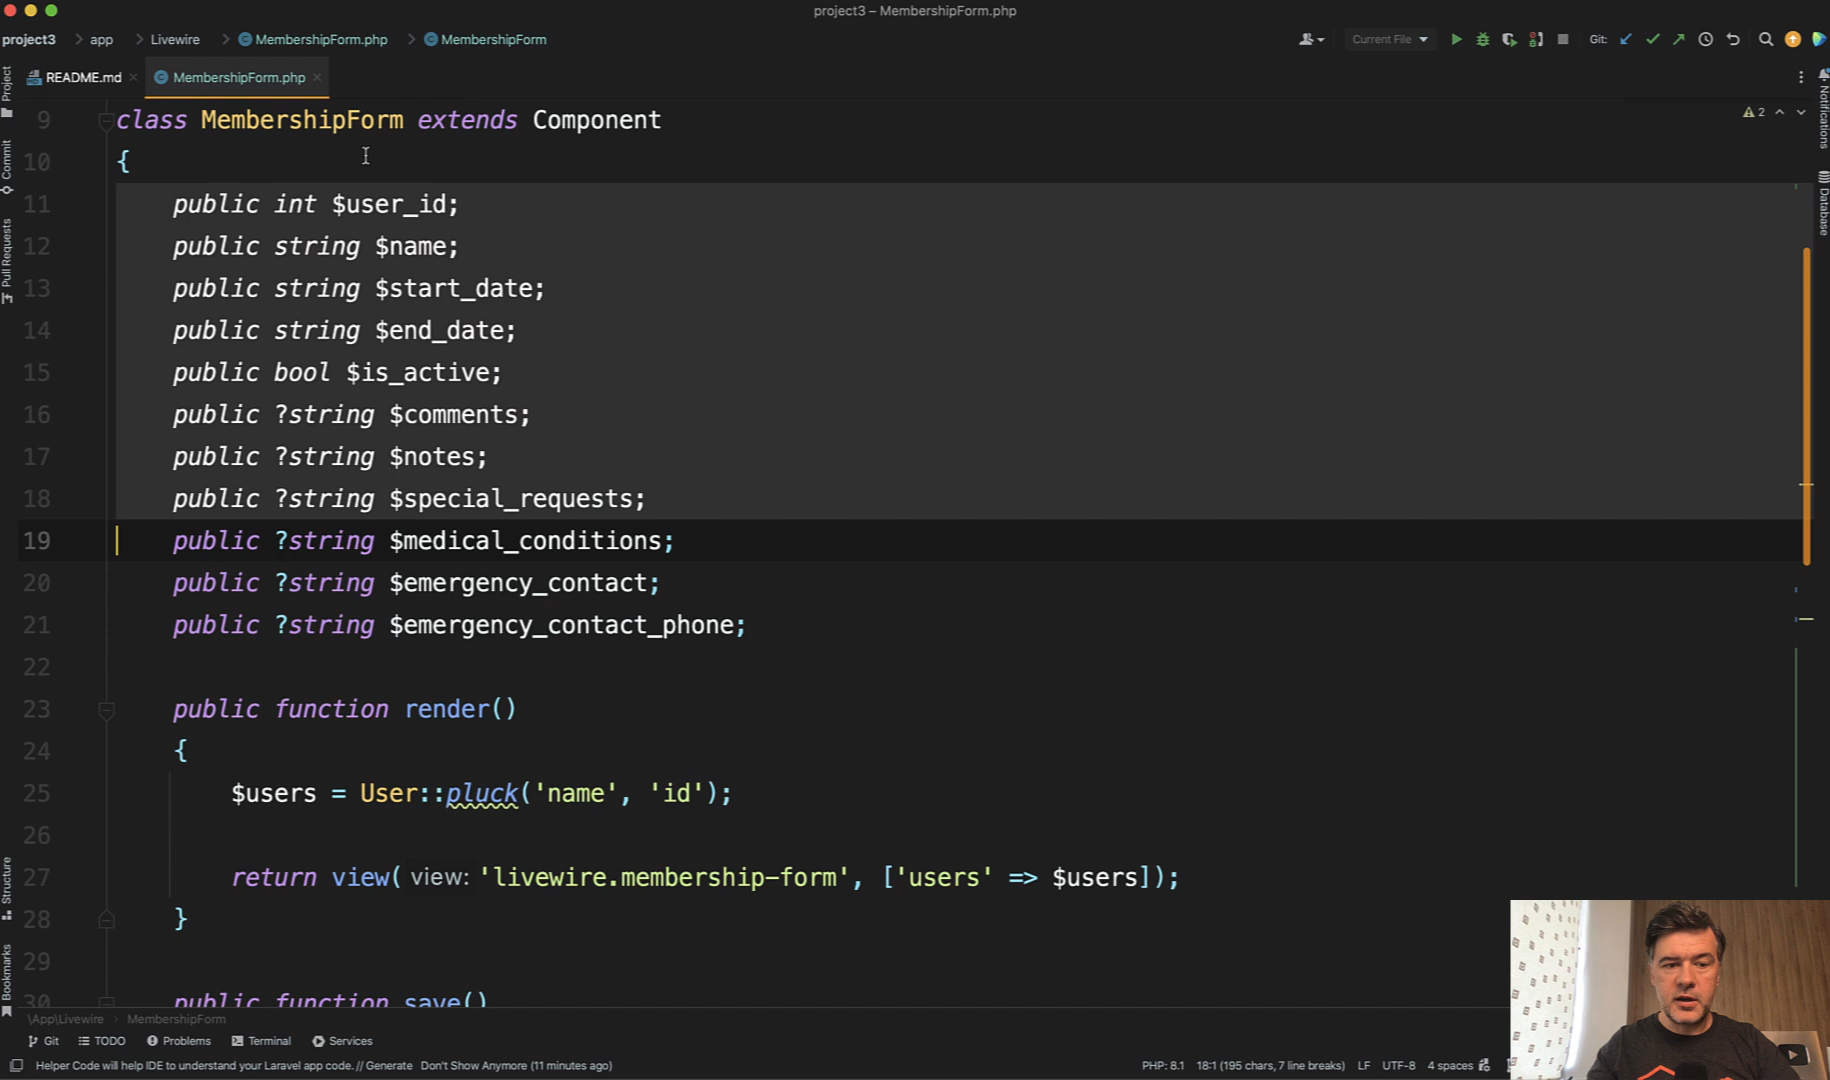 project3 – MembershipForm.php
project3 app Livewire MembershipForm.php MembershipForm
Current File Git:
README.md MembershipForm.php
Project
Commit
Pull Requests
Structure
Bookmarks
Notifications
Database
2
9 class MembershipForm extends Component
10 {
11 public int $user_id;
12 public string $name;
13 public string $start_date;
14 public string $end_date;
15 public bool $is_active;
16 public ?string $comments;
17 public ?string $notes;
18 public ?string $special_requests;
19 public ?string $medical_conditions;
20 public ?string $emergency_contact;
21 public ?string $emergency_contact_phone;
22
23 public function render()
24 {
25 $users = User::pluck('name', 'id');
26
27 return view( view: 'livewire.membership-form', ['users' => $users]);
28 }
29
30 public function save()
\App\Livewire MembershipForm
Git TODO Problems Terminal Services
Helper Code will help IDE to understand your Laravel app code. // Generate Don't Show Anymore (11 minutes ago) PHP: 8.1 18:1 (195 chars, 7 line breaks) LF UTF-8 4 spaces